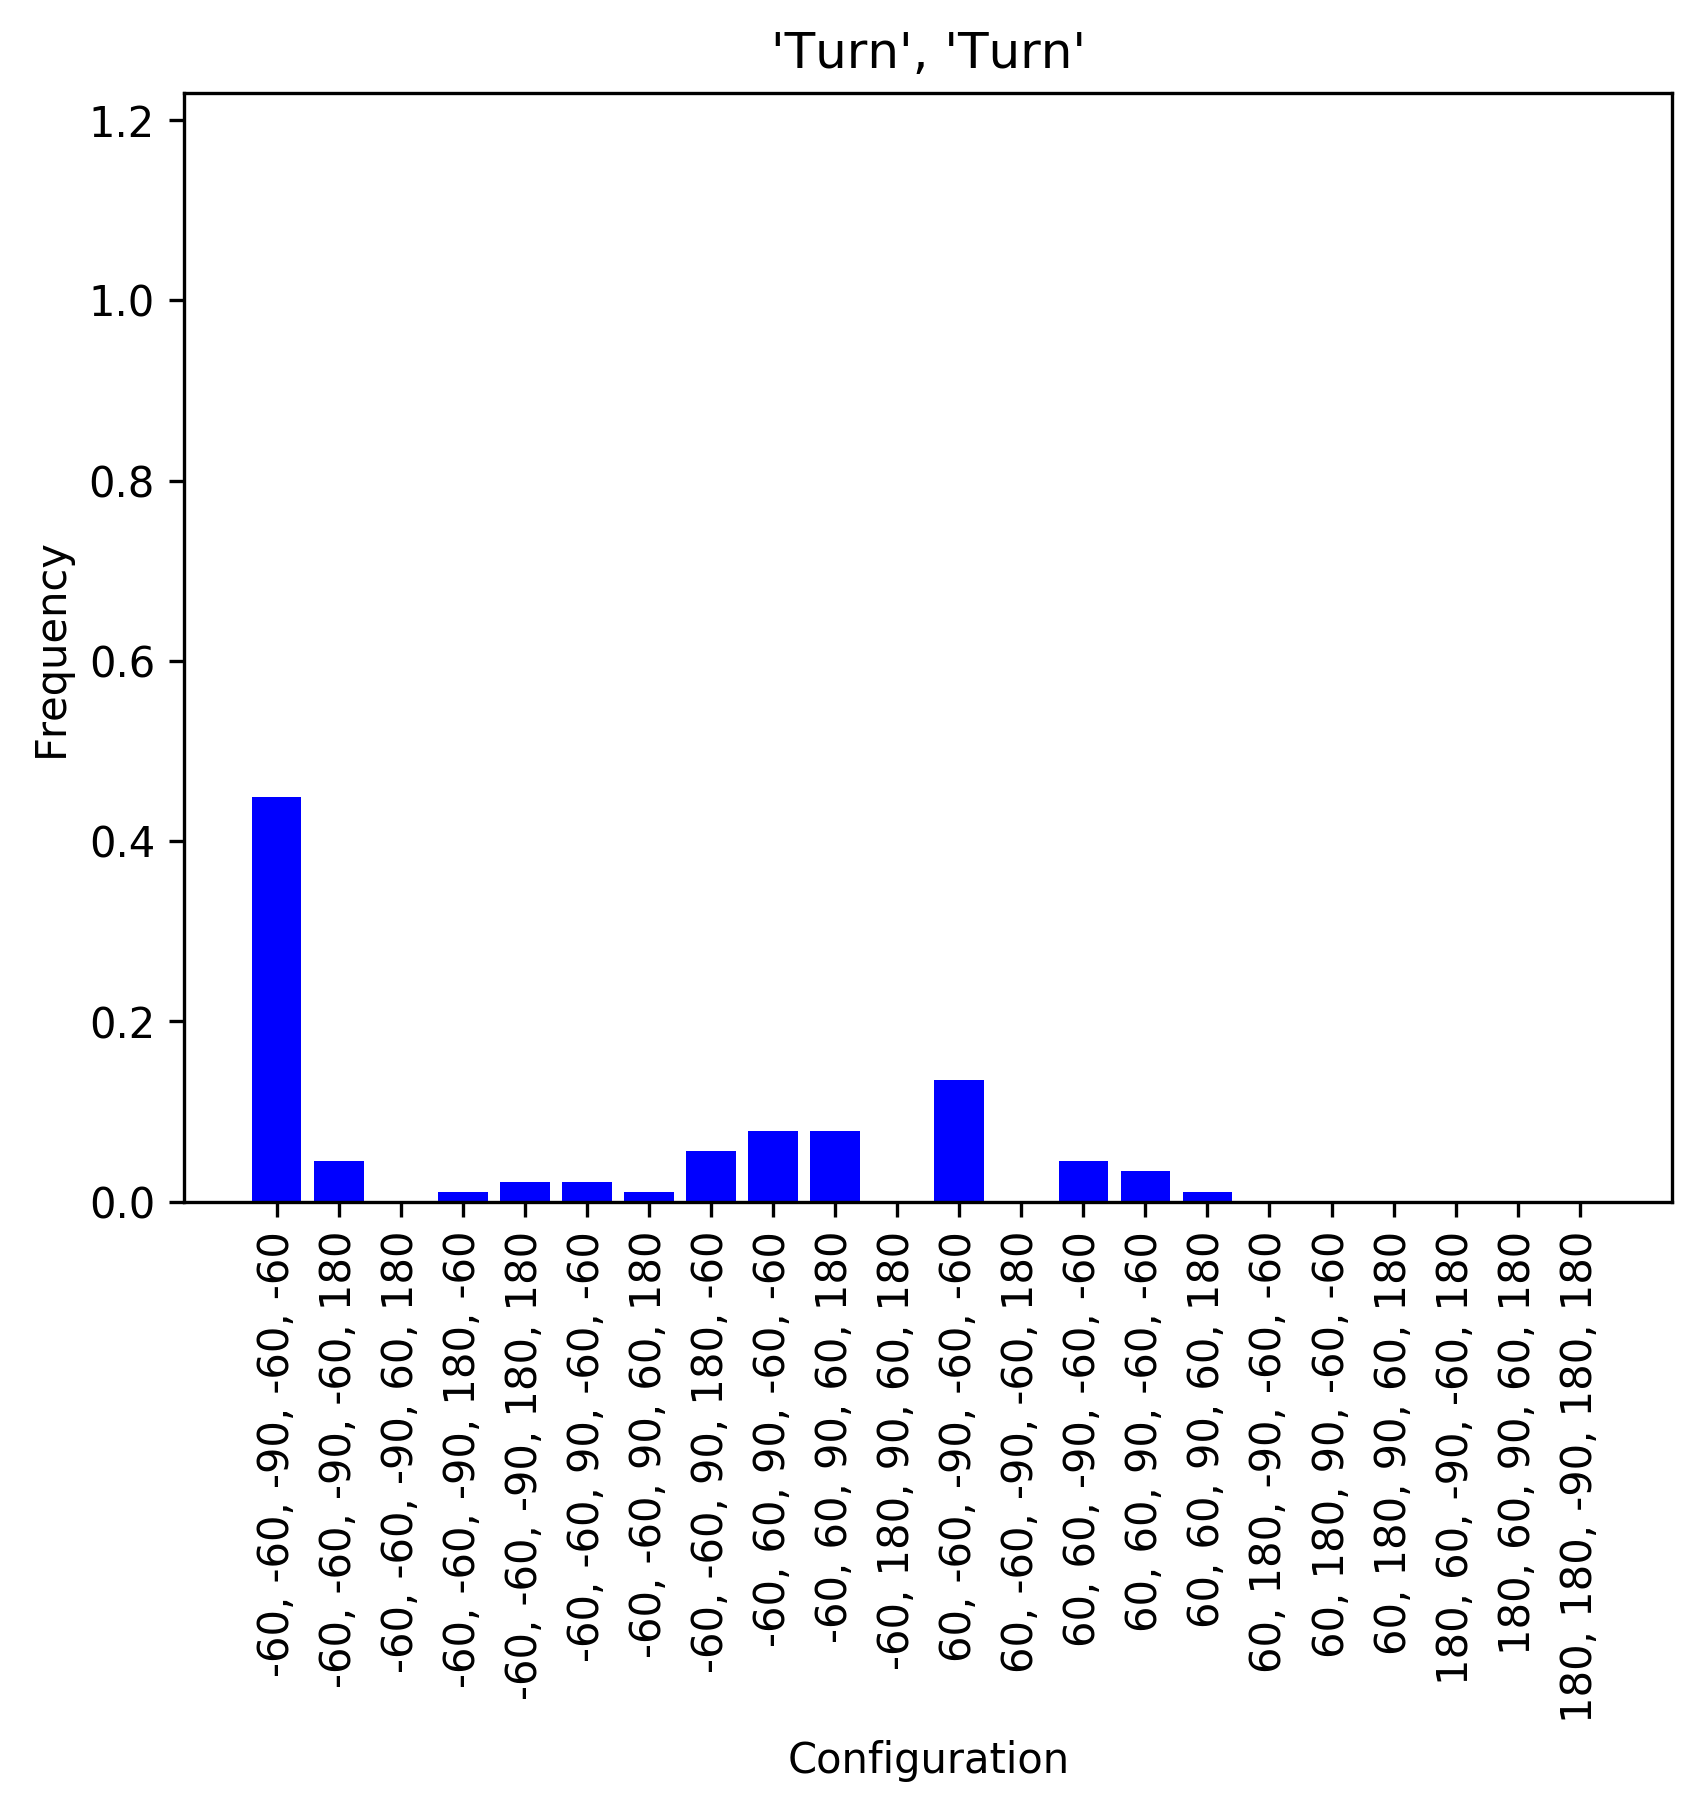 'Turn', 'Turn'
1.2
1.0
0.8
0.6
0.4
0.2
0.0
Frequency
-60, -60, -90, -60, -60
-60, -60, -90, -60, 180
-60, -60, -90, 60, 180
-60, -60, -90, 180, -60
-60, -60, -90, 180, 180
-60, -60, 90, -60, -60
-60, -60, 90, 60, 180
-60, -60, 90, 180, -60
-60, 60, 90, -60, -60
-60, 60, 90, 60, 180
-60, 180, 90, 60, 180
60, -60, -90, -60, -60
60, -60, -90, -60, 180
60, 60, -90, -60, -60
60, 60, 90, -60, -60
60, 60, 90, 60, 180
60, 180, -90, -60, -60
60, 180, 90, -60, -60
60, 180, 90, 60, 180
180, 60, -90, -60, 180
180, 60, 90, 60, 180
180, 180, -90, 180, 180
Configuration